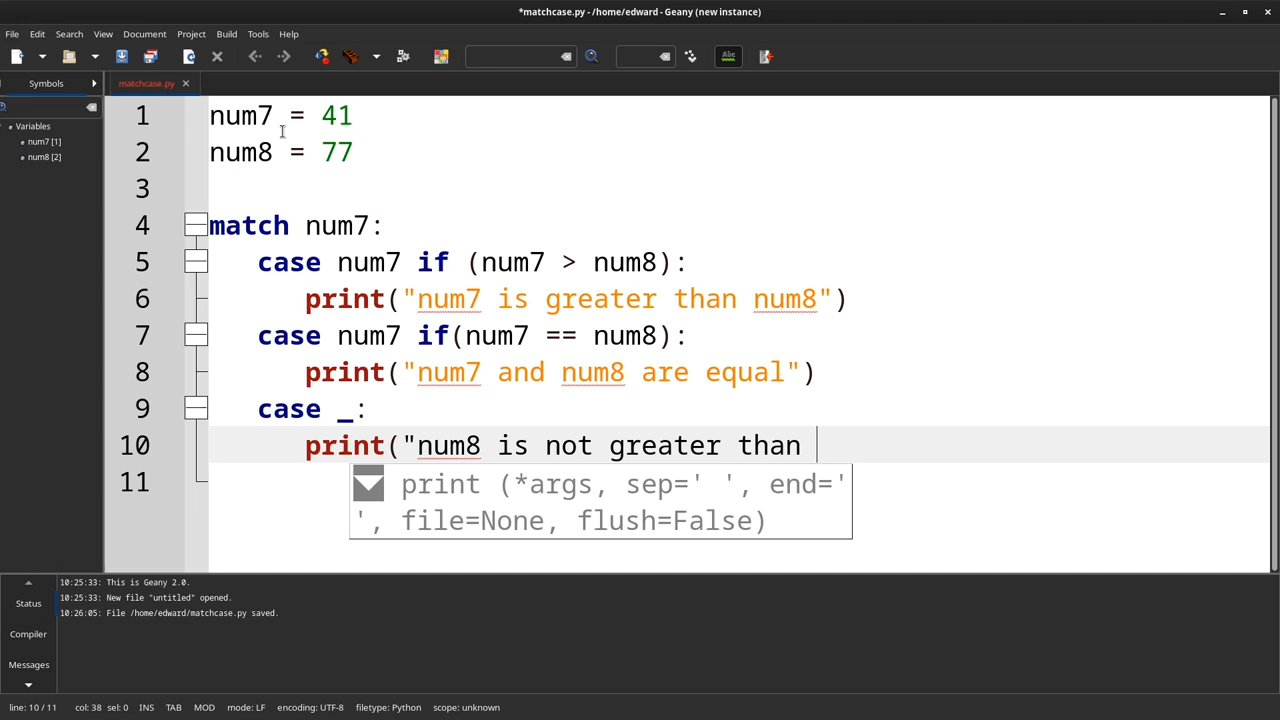 *matchcase.py - /home/edward - Geany (new instance)
File Edit Search View Document Project Build Tools Help
Abc
Symbols
matchcase.py
Variables
num7 [1]
num8 [2]
1 num7 = 41
2 num8 = 77
3
4 match num7:
5 case num7 if (num7 > num8):
6 print("num7 is greater than num8")
7 case num7 if(num7 == num8):
8 print("num7 and num8 are equal")
9 case _:
10 print("num8 is not greater than
11
print (*args, sep=' ', end='
', file=None, flush=False)
Status
Compiler
Messages
10:25:33: This is Geany 2.0.
10:25:33: New file "untitled" opened.
10:26:05: File /home/edward/matchcase.py saved.
line: 10 / 11 col: 38 sel: 0 INS TAB MOD mode: LF encoding: UTF-8 filetype: Python scope: unknown